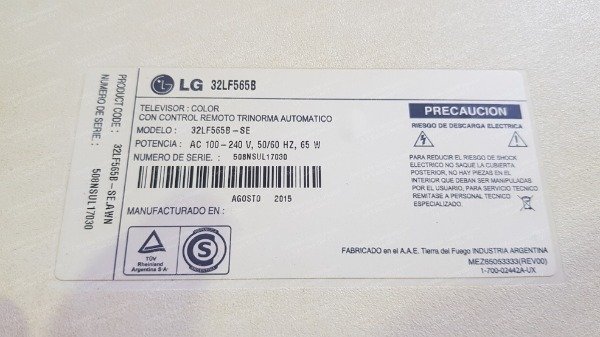 PRODUCT CODE: 32LF565B-SE.AWN
NUMERO DE SERIE: 508NSUL17030
LG 32LF565B
TELEVISOR: COLOR
CON CONTROL REMOTO TRINORMA AUTOMATICO
MODELO: 32LF565B-SE
POTENCIA: AC 100-240 V, 50/60 HZ, 65 W
NUMERO DE SERIE.: 508NSUL17030
AGOSTO 2015
MANUFACTURADO EN:
TÜV
Rheinland
Argentina S.A.
S
PRECAUCION
RIESGO DE DESCARGA ELECTRICA
PARA REDUCIR EL RIESGO DE SHOCK
ELECTRICO NO SAQUE LA CUBIERTA
POSTERIOR. NO HAY PIEZAS EN EL
INTERIOR QUE DEBAN SER MANIPULADAS
POR EL USUARIO, PARA SERVICIO TECNICO
REMITASE A PERSONAL TECNICO
ESPECIALIZADO.
FABRICADO en el A.A.E. Tierra del Fuego INDUSTRIA ARGENTINA
MEZ65053333(REV00)
1-700-02442A-UX